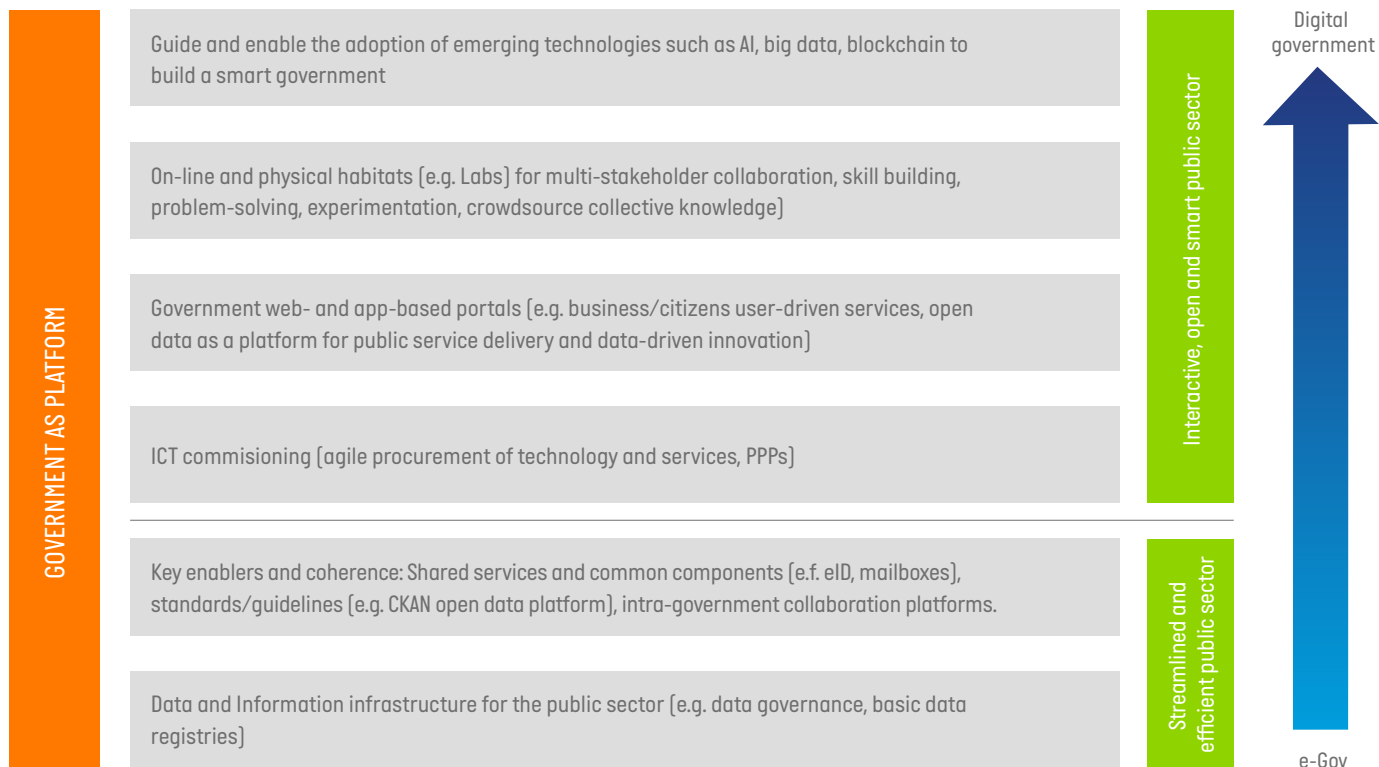 GOVERNMENT AS PLATFORM
Guide and enable the adoption of emerging technologies such as AI, big data, blockchain to
build a smart government
On-line and physical habitats (e.g. Labs) for multi-stakeholder collaboration, skill building,
problem-solving, experimentation, crowdsource collective knowledge)
Government web- and app-based portals (e.g. business/citizens user-driven services, open
data as a platform for public service delivery and data-driven innovation)
ICT commisioning (agile procurement of technology and services, PPPs)
Interactive, open and smart public sector
Key enablers and coherence: Shared services and common components (e.f. eID, mailboxes),
standards/guidelines (e.g. CKAN open data platform), intra-government collaboration platforms.
Data and Information infrastructure for the public sector (e.g. data governance, basic data
registries)
Streamlined and
efficient public sector
Digital
government
e-Gov